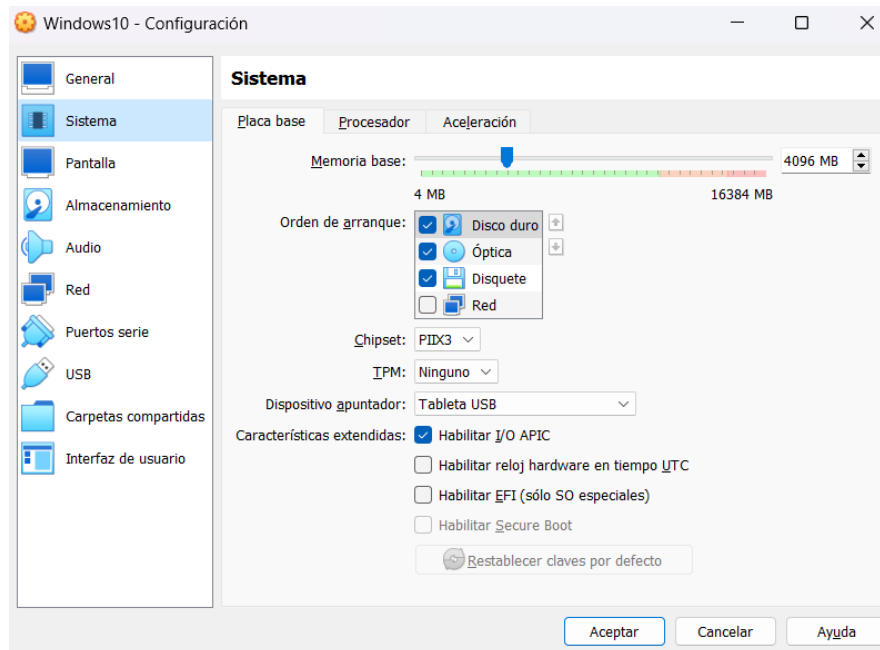 Windows10 - Configuración
General
Sistema
Pantalla
Almacenamiento
Audio
Red
Puertos serie
USB
Carpetas compartidas
Interfaz de usuario
Sistema
Placa base Procesador Aceleración
Memoria base: 4096 MB
4 MB 16384 MB
Orden de arranque: Disco duro
Óptica
Disquete
Red
Chipset: PIIX3
TPM: Ninguno
Dispositivo apuntador: Tableta USB
Características extendidas: Habilitar I/O APIC
Habilitar reloj hardware en tiempo UTC
Habilitar EFI (sólo SO especiales)
Habilitar Secure Boot
Restablecer claves por defecto
Aceptar Cancelar Ayuda